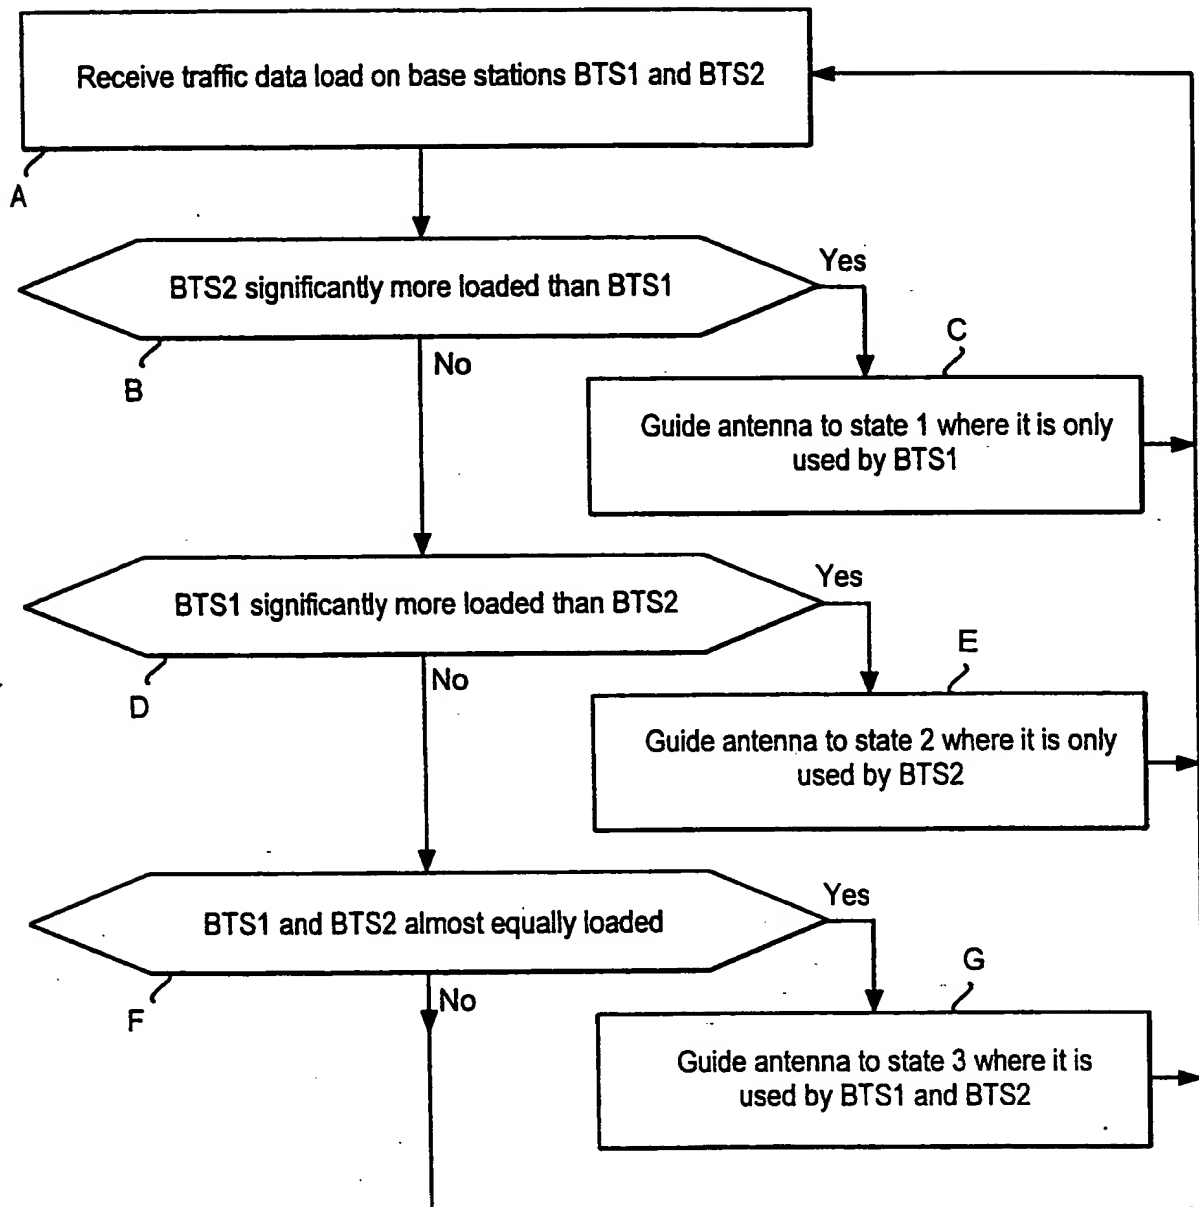 Receive traffic data load on base stations BTS1 and BTS2
A
BTS2 significantly more loaded than BTS1
Yes
B
No
C
Guide antenna to state 1 where it is only
used by BTS1
BTS1 significantly more loaded than BTS2
Yes
D
No
E
Guide antenna to state 2 where it is only
used by BTS2
BTS1 and BTS2 almost equally loaded
Yes
F
No
G
Guide antenna to state 3 where it is
used by BTS1 and BTS2